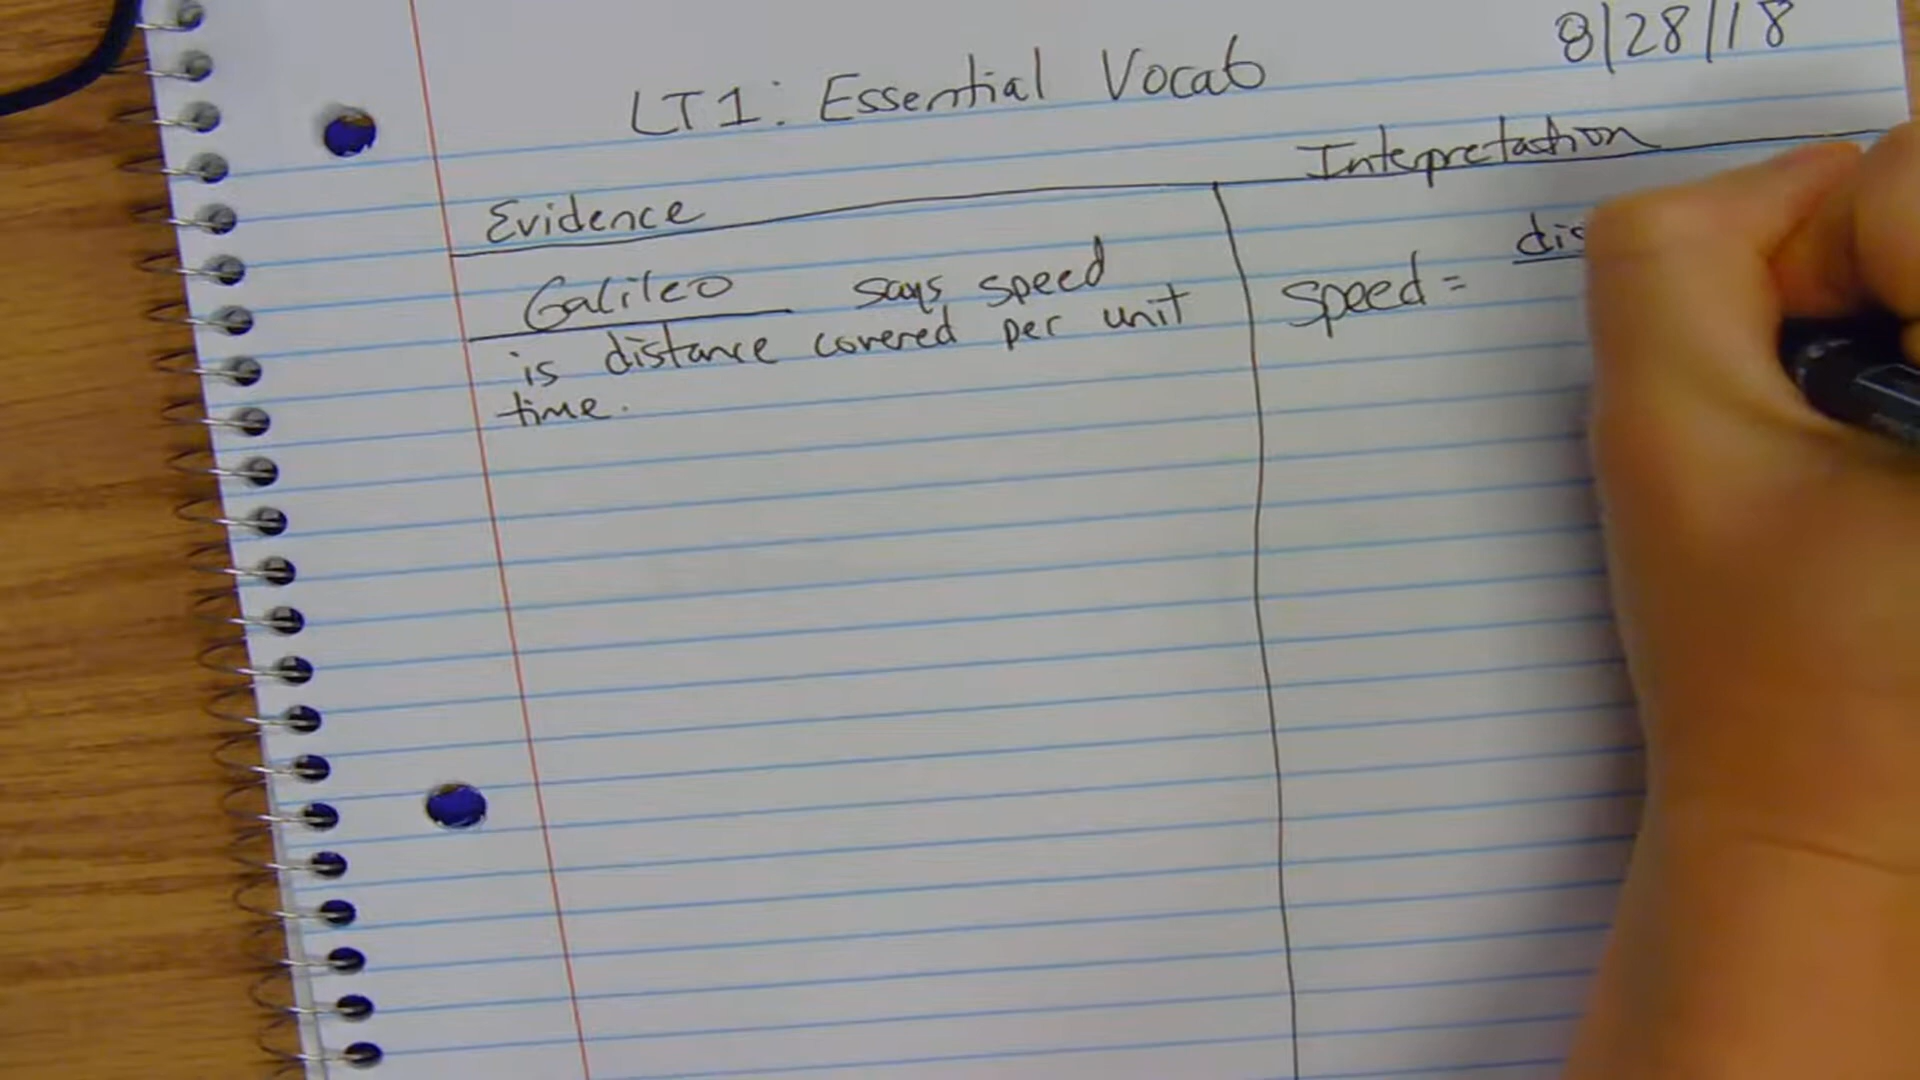 8/28/18
LT1: Essential Vocab
Evidence
Galileo says speed
is distance covered per unit
time.
Interpretation
Speed =